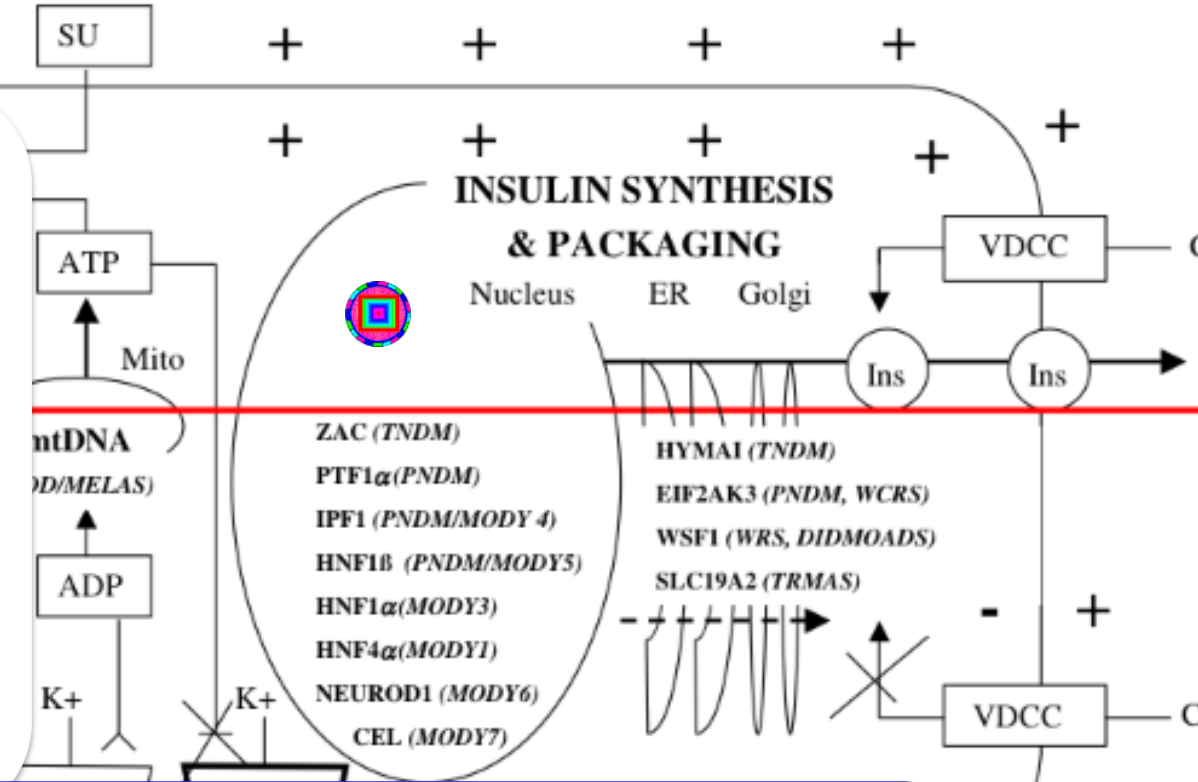 SU
+ + + +
+ + + + +
INSULIN SYNTHESIS
& PACKAGING
Nucleus ER Golgi
VDCC
ATP
Mito
Ins Ins
mtDNA
DD/MELAS)
ADP
K+ K+
ZAC (TNDM)
PTF1α(PNDM)
IPF1 (PNDM/MODY 4)
HNF1ß (PNDM/MODY5)
HNF1α(MODY3)
HNF4α(MODY1)
NEUROD1 (MODY6)
CEL (MODY7)
HYMAI (TNDM)
EIF2AK3 (PNDM, WCRS)
WSF1 (WRS, DIDMOADS)
SLC19A2 (TRMAS)
- +
VDCC